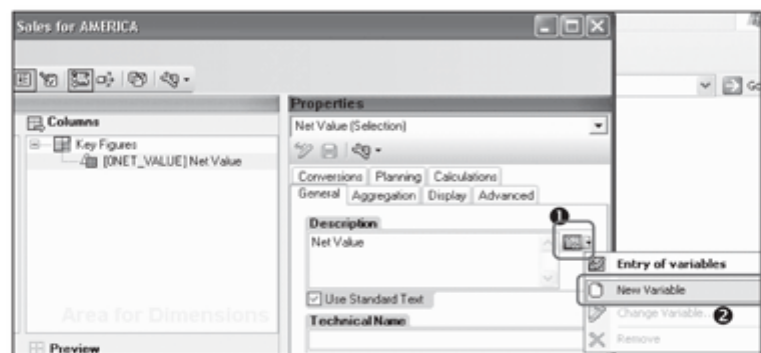 Sales for AMERICA
Go
Properties
Columns
Net Value (Selection)
Key Figures
[0NET_VALUE] Net Value
Conversions Planning Calculations
General Aggregation Display Advanced
1
Description
Net Value
Entry of variables
New Variable
Use Standard Text
Change Variable...
2
Area for Dimensions
Technical Name
Remove
Preview